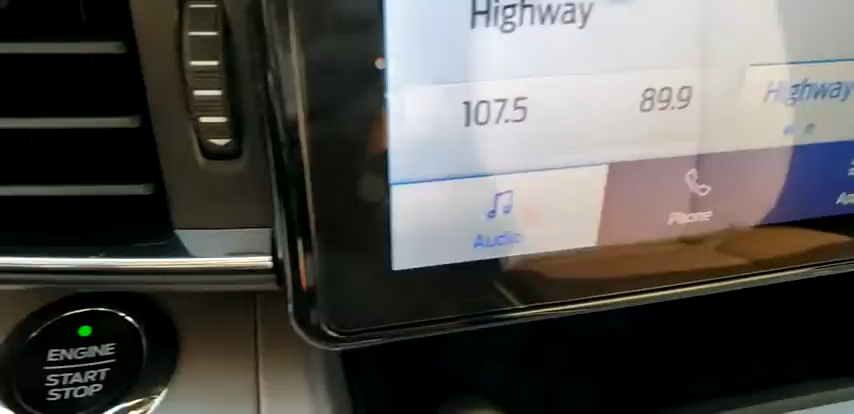 Highway
107.5
89.9
Highway
Audio
Phone
ENGINE
START
STOP